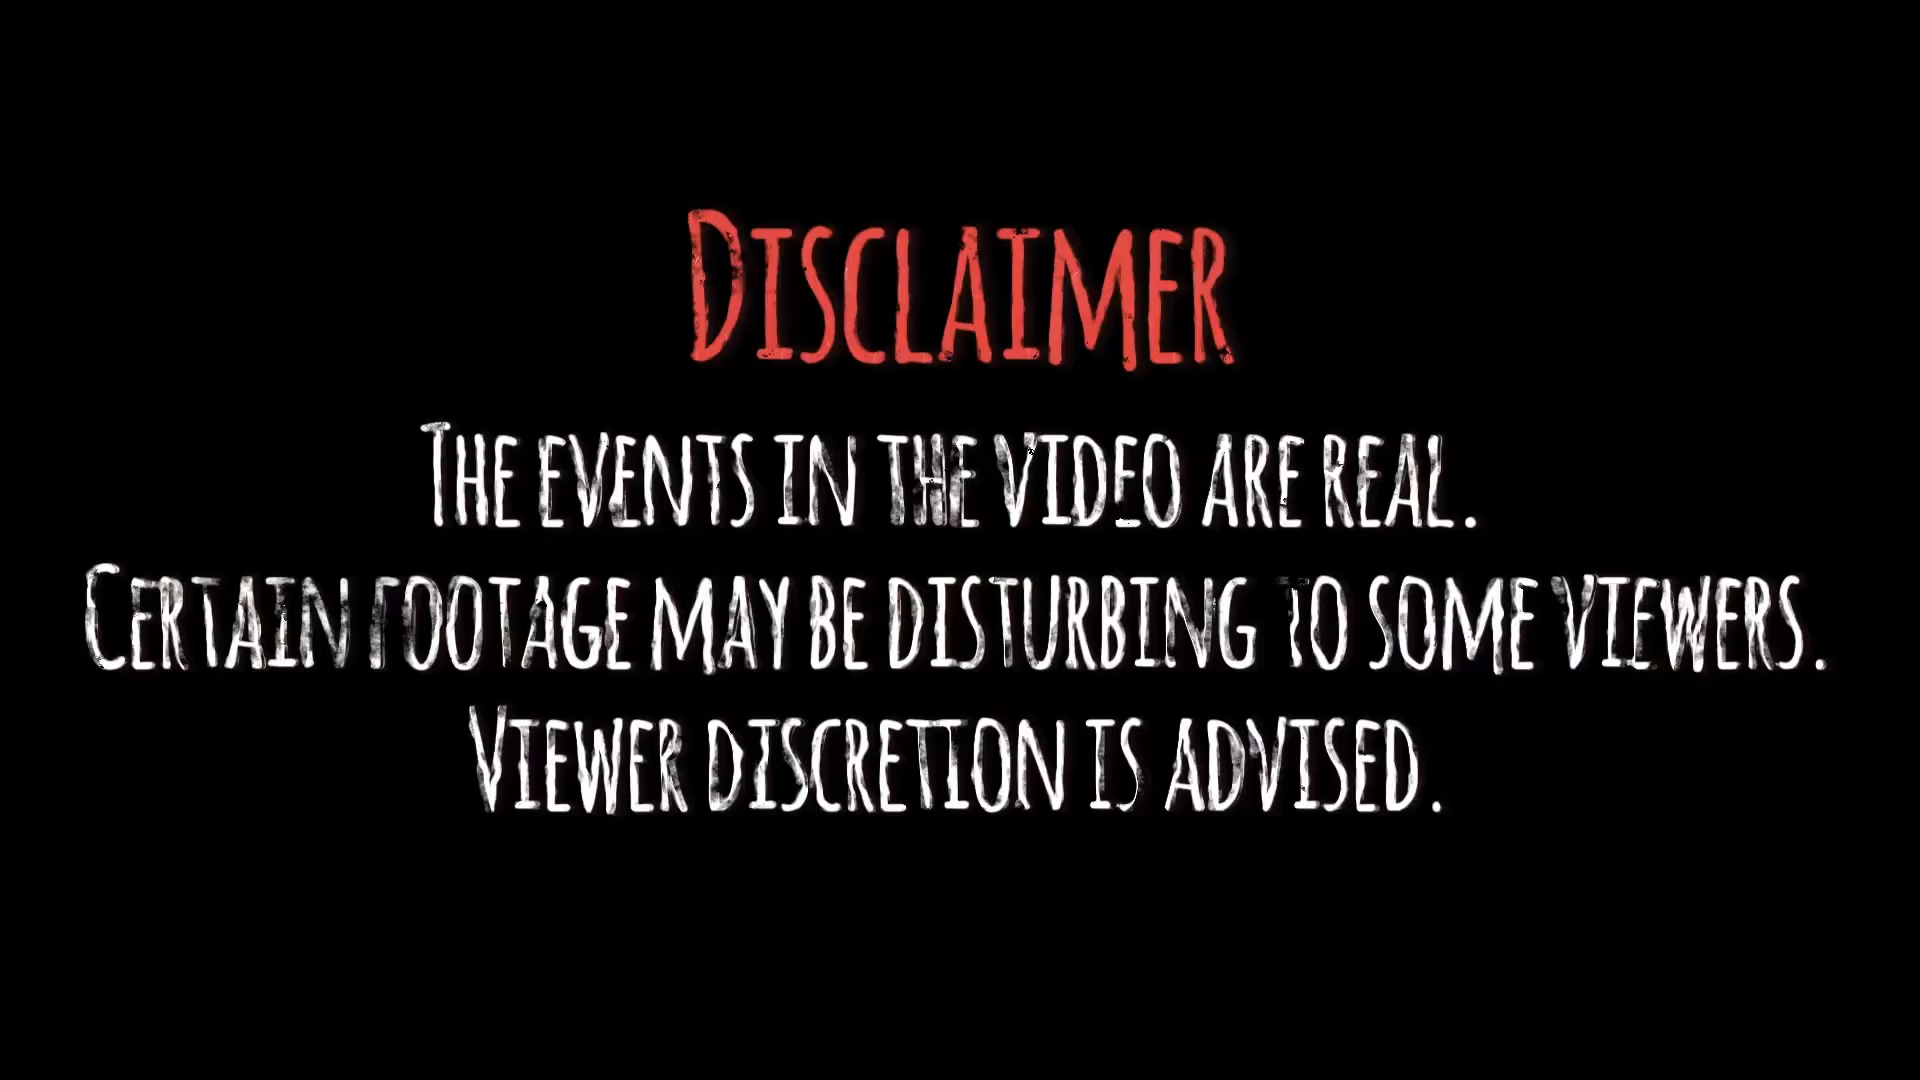 DISCLAIMER
THE EVENTS IN THE VIDEO ARE REAL.
CERTAIN FOOTAGE MAY BE DISTURBING TO SOME VIEWERS.
VIEWER DISCRETION IS ADVISED.